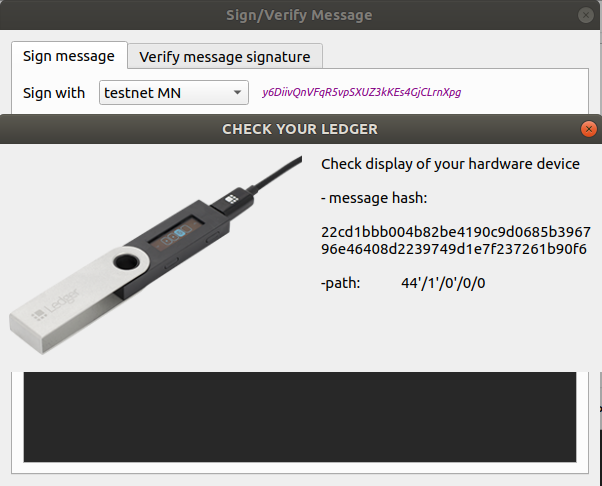 Sign/Verify Message
Sign message
Verify message signature
Sign with
testnet MN
y6DiivQnVFqR5vpSXUZ3kKEs4GjCLrnXpg
CHECK YOUR LEDGER
Check display of your hardware device
- message hash:
22cd1bbb004b82be4190c9d0685b3967
96e46408d2239749d1e7f237261b90f6
-path: 44'/1'/0'/0/0
Ledger